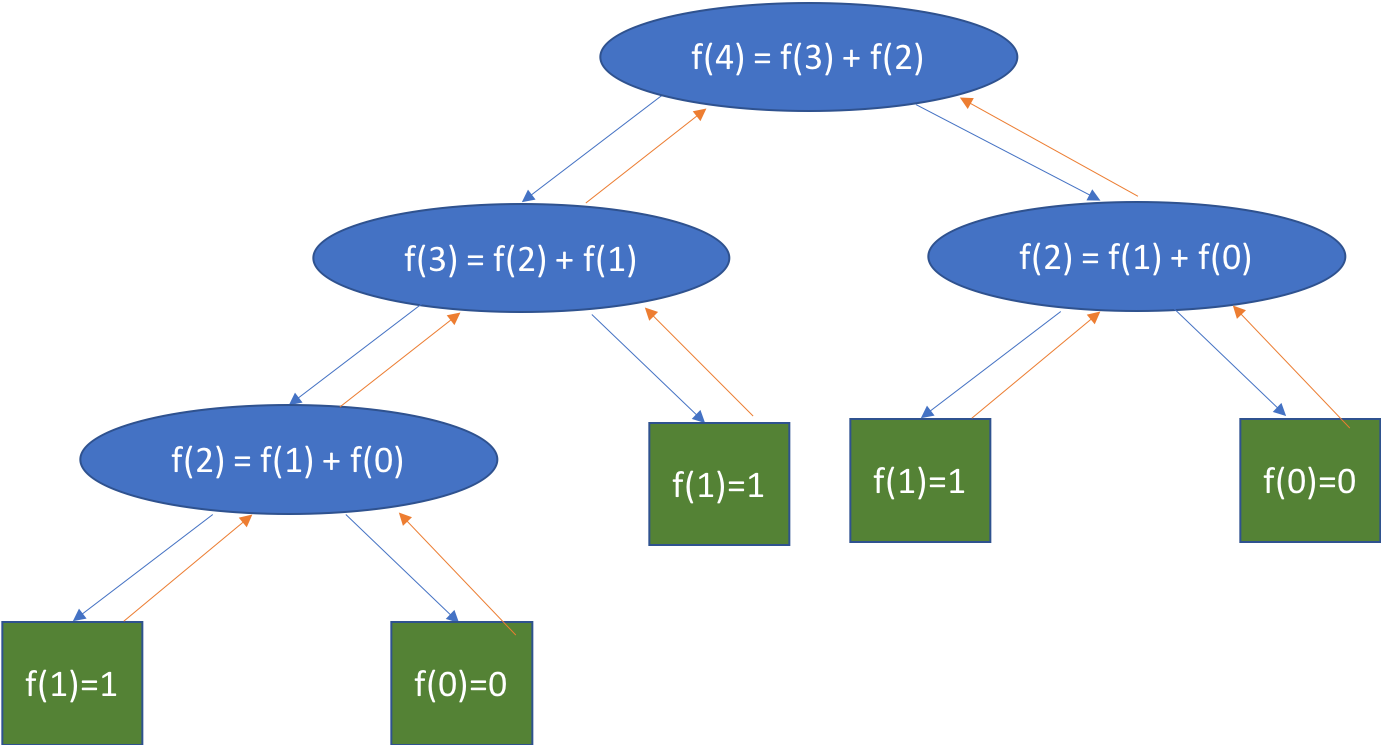 f(4) = f(3) + f(2)
f(3) = f(2) + f(1)
f(2) = f(1) + f(0)
f(2) = f(1) + f(0)
f(1)=1
f(1)=1
f(0)=0
f(1)=1
f(0)=0